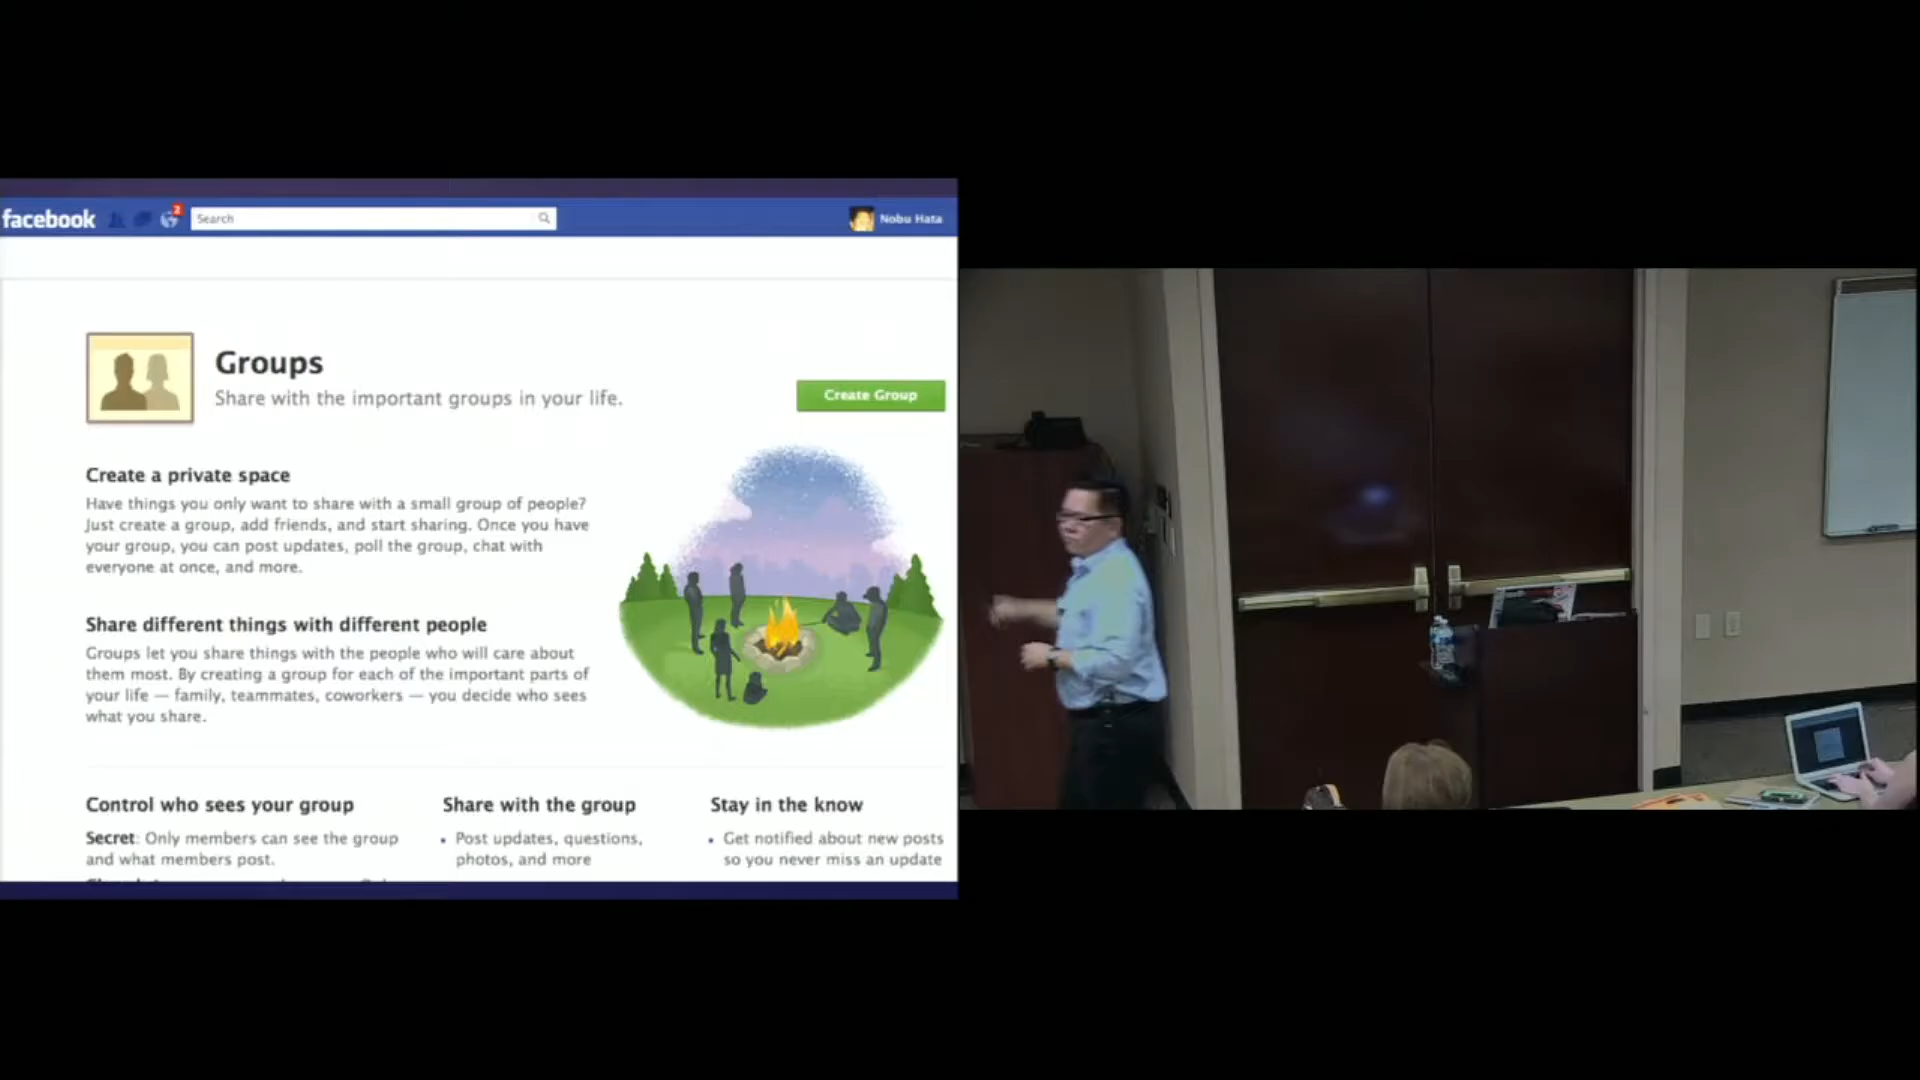 facebook
2
Search
Nobu Hata
Groups
Share with the important groups in your life.
Create Group
Create a private space
Have things you only want to share with a small group of people?
Just create a group, add friends, and start sharing. Once you have
your group, you can post updates, poll the group, chat with
everyone at once, and more.
Share different things with different people
Groups let you share things with the people who will care about
them most. By creating a group for each of the important parts of
your life — family, teammates, coworkers — you decide who sees
what you share.
Control who sees your group
Secret: Only members can see the group
and what members post.
Share with the group
• Post updates, questions,
photos, and more
Stay in the know
• Get notified about new posts
so you never miss an update